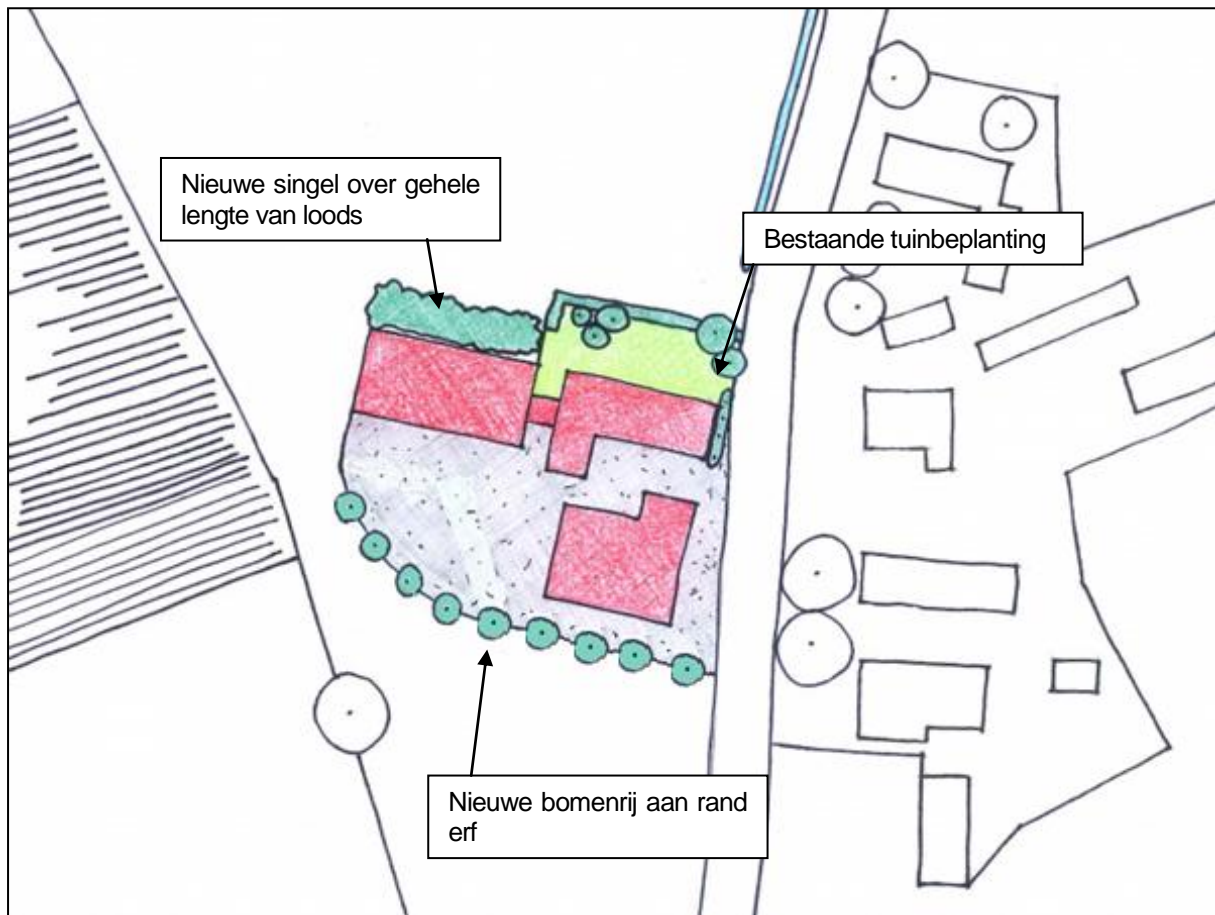 Nieuwe singel over gehele
lengte van loods
Bestaande tuinbeplanting
Nieuwe bomenrij aan rand
erf